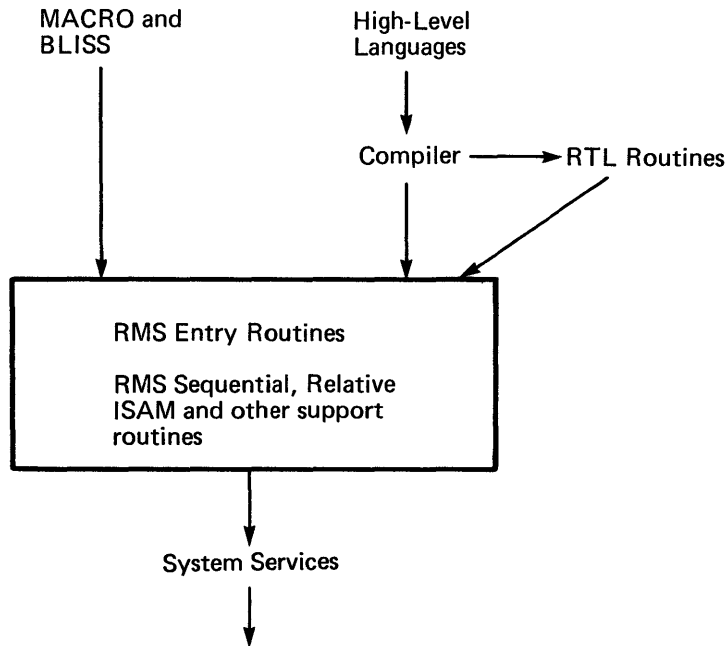 MACRO and
BLISS
High-Level
Languages
Compiler
RTL Routines
RMS Entry Routines
RMS Sequential, Relative
ISAM and other support
routines
System Services